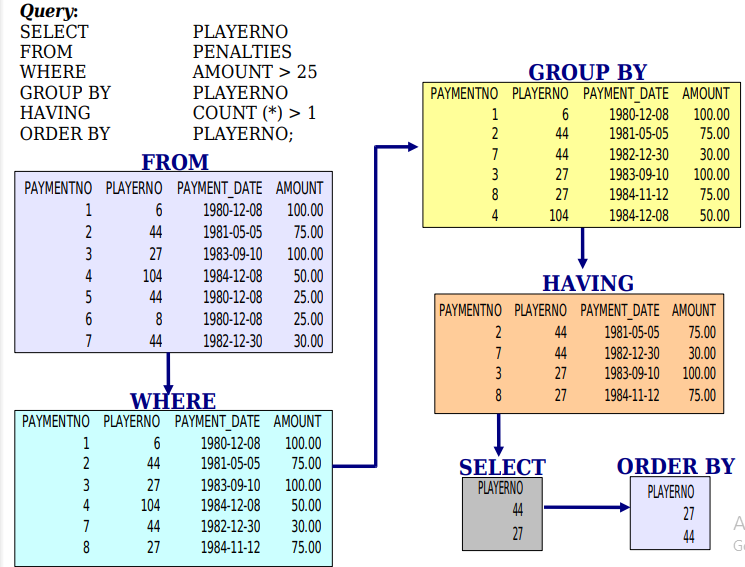 Query:
SELECT PLAYERNO
FROM PENALTIES
WHERE AMOUNT > 25
GROUP BY PLAYERNO
HAVING COUNT (*) > 1
ORDER BY PLAYERNO;
FROM
PAYMENTNO PLAYERNO PAYMENT_DATE AMOUNT
1 6 1980-12-08 100.00
2 44 1981-05-05 75.00
3 27 1983-09-10 100.00
4 104 1984-12-08 50.00
5 44 1980-12-08 25.00
6 8 1980-12-08 25.00
7 44 1982-12-30 30.00
WHERE
PAYMENTNO PLAYERNO PAYMENT_DATE AMOUNT
1 6 1980-12-08 100.00
2 44 1981-05-05 75.00
3 27 1983-09-10 100.00
4 104 1984-12-08 50.00
7 44 1982-12-30 30.00
8 27 1984-11-12 75.00
GROUP BY
PAYMENTNO PLAYERNO PAYMENT_DATE AMOUNT
1 6 1980-12-08 100.00
2 44 1981-05-05 75.00
7 44 1982-12-30 30.00
3 27 1983-09-10 100.00
8 27 1984-11-12 75.00
4 104 1984-12-08 50.00
HAVING
PAYMENTNO PLAYERNO PAYMENT_DATE AMOUNT
2 44 1981-05-05 75.00
7 44 1982-12-30 30.00
3 27 1983-09-10 100.00
8 27 1984-11-12 75.00
SELECT
PLAYERNO
44
27
ORDER BY
PLAYERNO
27
44